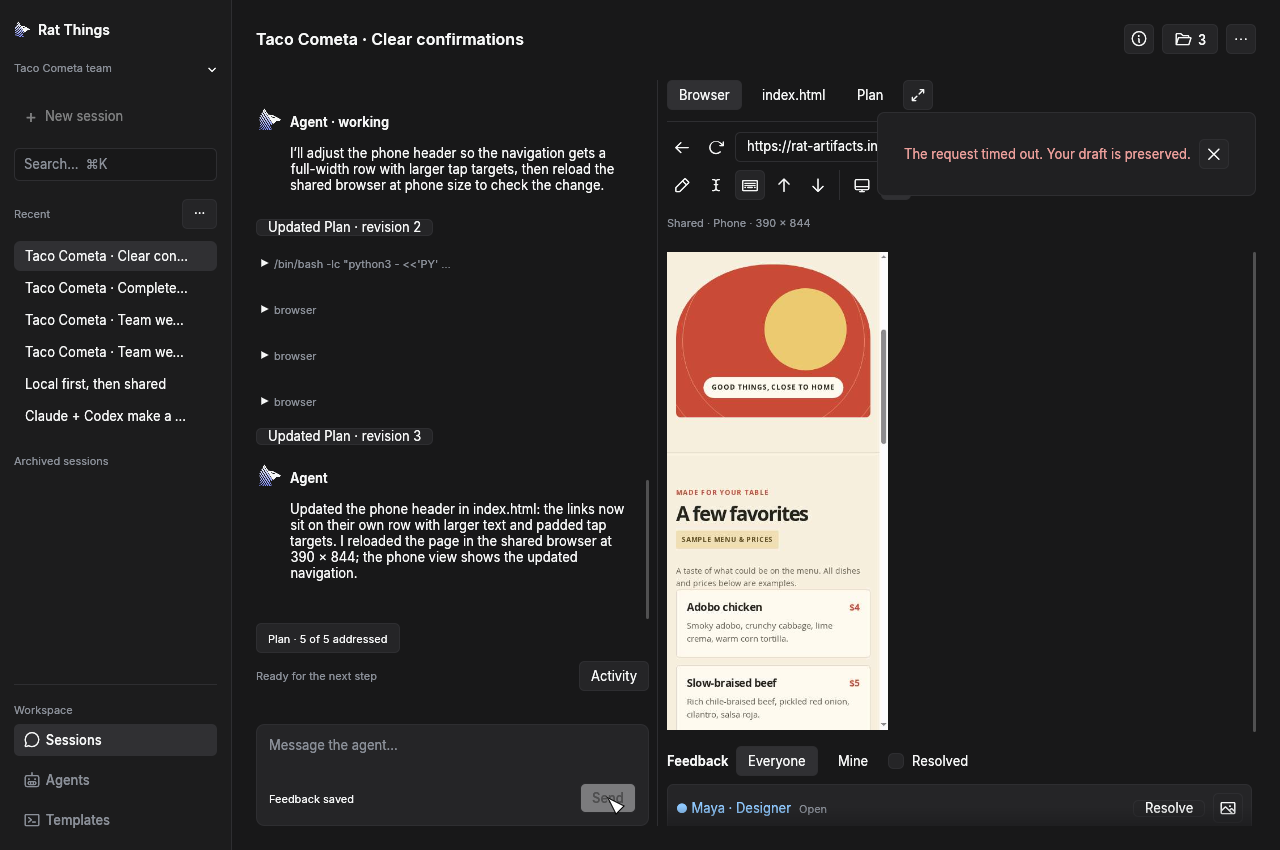 Rat Things
Taco Cometa team
+ New session
Search... ⌘K
Recent
...
Taco Cometa · Clear con...
Taco Cometa · Complete...
Taco Cometa · Team we...
Taco Cometa · Team we...
Local first, then shared
Claude + Codex make a ...
Archived sessions
Workspace
Sessions
Agents
Templates
Taco Cometa · Clear confirmations
3
...
Agent · working
I'll adjust the phone header so the navigation gets a
full-width row with larger tap targets, then reload the
shared browser at phone size to check the change.
Updated Plan · revision 2
/bin/bash -lc "python3 - <<'PY' ...
browser
browser
browser
Updated Plan · revision 3
Agent
Updated the phone header in index.html: the links now
sit on their own row with larger text and padded tap
targets. I reloaded the page in the shared browser at
390 × 844; the phone view shows the updated
navigation.
Plan · 5 of 5 addressed
Ready for the next step
Activity
Message the agent...
Feedback saved
Send
Browser
index.html
Plan
https://rat-artifacts.in
The request timed out. Your draft is preserved.
Shared · Phone · 390 × 844
GOOD THINGS, CLOSE TO HOME
MADE FOR YOUR TABLE
A few favorites
SAMPLE MENU & PRICES
A taste of what could be on the menu. All dishes
and prices below are examples.
Adobo chicken $4
Smoky adobo, crunchy cabbage, lime
crema, warm corn tortilla.
Slow-braised beef $5
Rich chile-braised beef, pickled red onion,
cilantro, salsa roja.
Feedback
Everyone
Mine
Resolved
Maya · Designer Open
Resolve